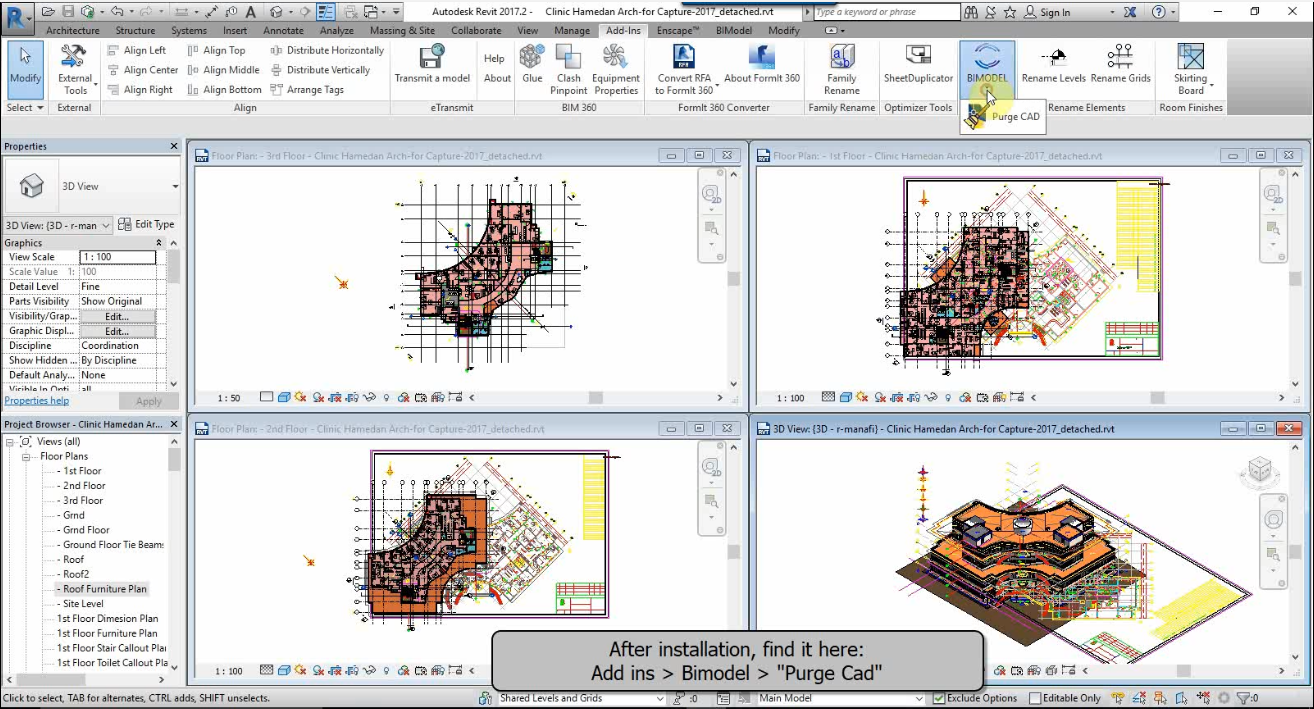 Autodesk Revit 2017.2 - Clinic Hamedan Arch-for Capture-2017_detached.rvt
Type a keyword or phrase
Sign In
Architecture Structure Systems Insert Annotate Analyze Massing & Site Collaborate View Manage Add-Ins Enscape™ BiModel Modify
Align Left Align Top Distribute Horizontally
Align Center Align Middle Distribute Vertically
Align Right Align Bottom Arrange Tags
Modify
External Tools
Transmit a model
Help
About
Glue
Clash Pinpoint
Equipment Properties
Convert RFA to FormIt 360
About FormIt 360
Family Rename
SheetDuplicator
BIMODEL
Rename Levels
Rename Grids
Skirting Board
Select External Align eTransmit BIM 360 FormIt 360 Converter Family Rename Optimizer Tools Rename Elements Room Finishes
Purge CAD
Properties
3D View
3D View: {3D - r-man
Edit Type
Graphics
View Scale 1 : 100
Scale Value 1: 100
Detail Level Fine
Parts Visibility Show Original
Visibility/Grap... Edit...
Graphic Displ... Edit...
Discipline Coordination
Show Hidden ... By Discipline
Default Analy... None
Visible In Opti all
Properties help Apply
Project Browser - Clinic Hamedan Ar...
Views (all)
Floor Plans
1st Floor
2nd Floor
3rd Floor
Grnd
Grnd Floor
Ground Floor Tie Beam
Roof
Roof2
Roof Furniture Plan
Site Level
1st Floor Dimesion Plan
1st Floor Furniture Plan
1st Floor Stair Callout Pla
1st Floor Toilet Callout Pla
Floor Plan: - 3rd Floor - Clinic Hamedan Arch-for Capture-2017_detached.rvt
1 : 50
Floor Plan: - 1st Floor - Clinic Hamedan Arch-for Capture-2017_detached.rvt
1 : 100
Floor Plan: - 2nd Floor - Clinic Hamedan Arch-for Capture-2017_detached.rvt
1 : 100
3D View: {3D - r-manafi} - Clinic Hamedan Arch-for Capture-2017_detached.rvt
After installation, find it here:
Add ins > Bimodel > "Purge Cad"
Click to select, TAB for alternates, CTRL adds, SHIFT unselects.
Shared Levels and Grids
:0
Main Model
Exclude Options
Editable Only
:0